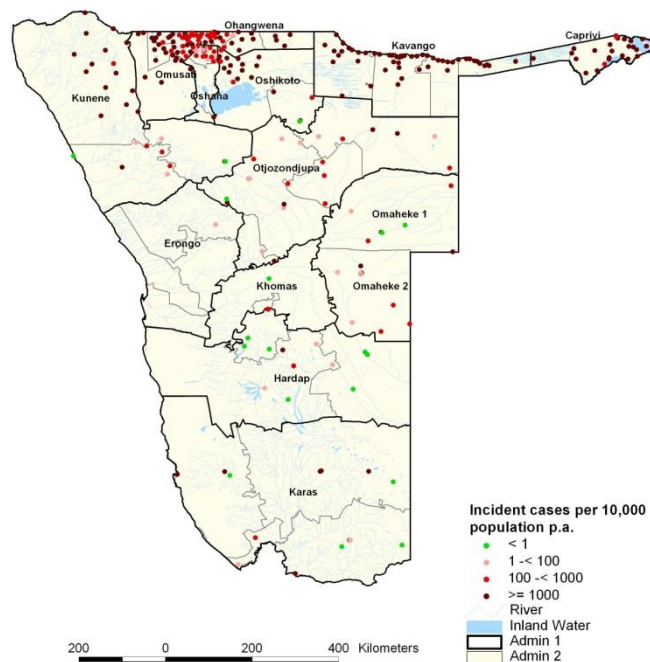 Ohangwena
Caprivi
Kavango
Omusati
Oshikoto
Oshana
Kunene
Otjozondjupa
Omaheke 1
Erongo
Khomas
Omaheke 2
Hardap
Karas
Incident cases per 10,000
population p.a.
< 1
1 -< 100
100 -< 1000
>= 1000
River
Inland Water
Admin 1
Admin 2
200 0 200 400 Kilometers